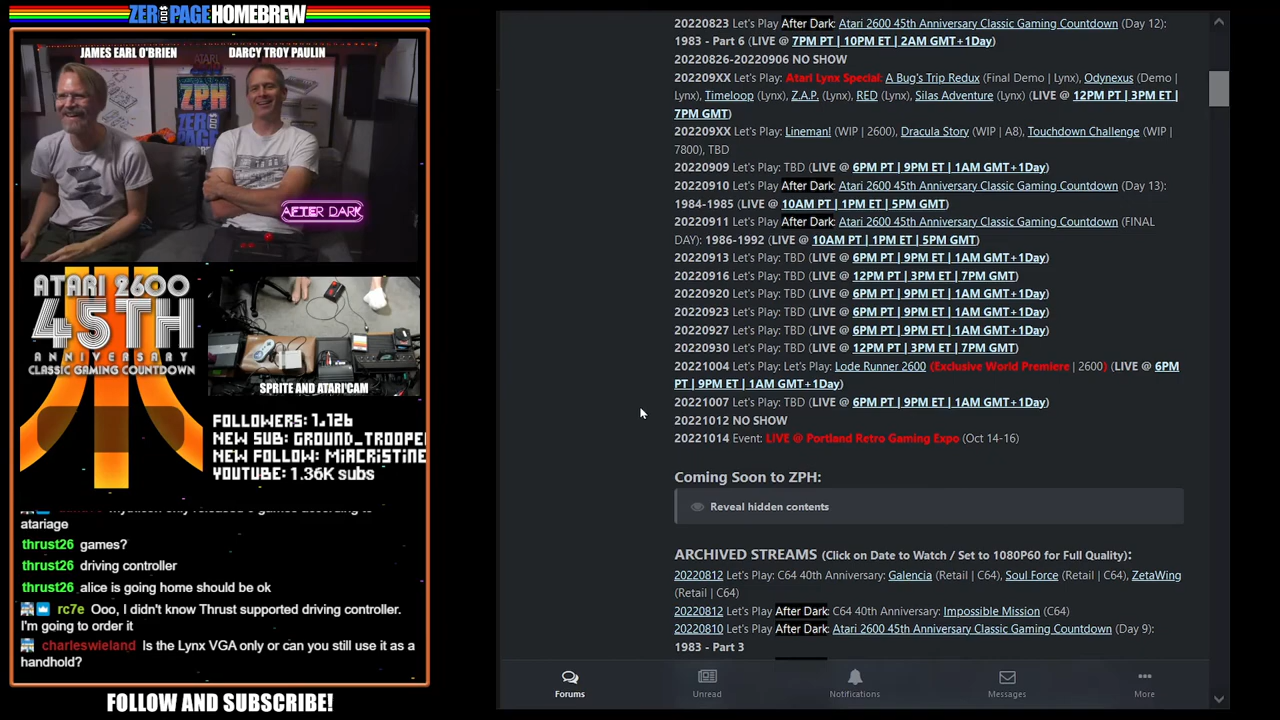 ZER PAGE HOMEBREW
JAMES EARL O'BRIEN
DARCY TROY PAULIN
ZPH
AFTER DARK
ATARI 2600
45TH
ANNIVERSARY
CLASSIC GAMING COUNTDOWN
SPRITE AND ATARI CAM
FOLLOWERS: 1,126
NEW SUB: GROUND_TROOPER
NEW FOLLOW: MIACRISTINE
YOUTUBE: 1.36K subs
atariage
thrust26 games?
thrust26 driving controller
thrust26 alice is going home should be ok
rc7e Ooo, I didn't know Thrust supported driving controller.
I'm going to order it
charleswieland Is the Lynx VGA only or can you still use it as a
handhold?
FOLLOW AND SUBSCRIBE!
20220823 Let's Play: After Dark: Atari 2600 45th Anniversary Classic Gaming Countdown (Day 12):
1983 - Part 6 (LIVE @ 7PM PT | 10PM ET | 2AM GMT+1Day)
20220826-20220906 NO SHOW
202209XX Let's Play: Atari Lynx Special: A Bug's Trip Redux (Final Demo | Lynx), Odynexus (Demo |
Lynx), Timeloop (Lynx), Z.A.P. (Lynx), RED (Lynx), Silas Adventure (Lynx) (LIVE @ 12PM PT | 3PM ET |
7PM GMT)
202209XX Let's Play: Lineman! (WIP | 2600), Dracula Story (WIP | A8), Touchdown Challenge (WIP |
7800), TBD
20220909 Let's Play: TBD (LIVE @ 6PM PT | 9PM ET | 1AM GMT+1Day)
20220910 Let's Play After Dark: Atari 2600 45th Anniversary Classic Gaming Countdown (Day 13):
1984-1985 (LIVE @ 10AM PT | 1PM ET | 5PM GMT)
20220911 Let's Play: After Dark: Atari 2600 45th Anniversary Classic Gaming Countdown (FINAL
DAY): 1986-1992 (LIVE @ 10AM PT | 1PM ET | 5PM GMT)
20220913 Let's Play: TBD (LIVE @ 6PM PT | 9PM ET | 1AM GMT+1Day)
20220916 Let's Play: TBD (LIVE @ 12PM PT | 3PM ET | 7PM GMT)
20220920 Let's Play: TBD (LIVE @ 6PM PT | 9PM ET | 1AM GMT+1Day)
20220923 Let's Play: TBD (LIVE @ 6PM PT | 9PM ET | 1AM GMT+1Day)
20220927 Let's Play: TBD (LIVE @ 6PM PT | 9PM ET | 1AM GMT+1Day)
20220930 Let's Play: TBD (LIVE @ 12PM PT | 3PM ET | 7PM GMT)
20221004 Let's Play: Let's Play: Lode Runner 2600 (Exclusive World Premiere | 2600) (LIVE @ 6PM
PT | 9PM ET | 1AM GMT+1Day)
20221007 Let's Play: TBD (LIVE @ 6PM PT | 9PM ET | 1AM GMT+1Day)
20221012 NO SHOW
20221014 Event: LIVE @ Portland Retro Gaming Expo (Oct 14-16)
Coming Soon to ZPH:
Reveal hidden contents
ARCHIVED STREAMS (Click on Date to Watch / Set to 1080P60 for Full Quality):
20220812 Let's Play: C64 40th Anniversary: Galencia (Retail | C64), Soul Force (Retail | C64), ZetaWing
(Retail | C64)
20220812 Let's Play After Dark: C64 40th Anniversary: Impossible Mission (C64)
20220810 Let's Play After Dark: Atari 2600 45th Anniversary Classic Gaming Countdown (Day 9):
1983 - Part 3
Forums
Unread
Notifications
Messages
More